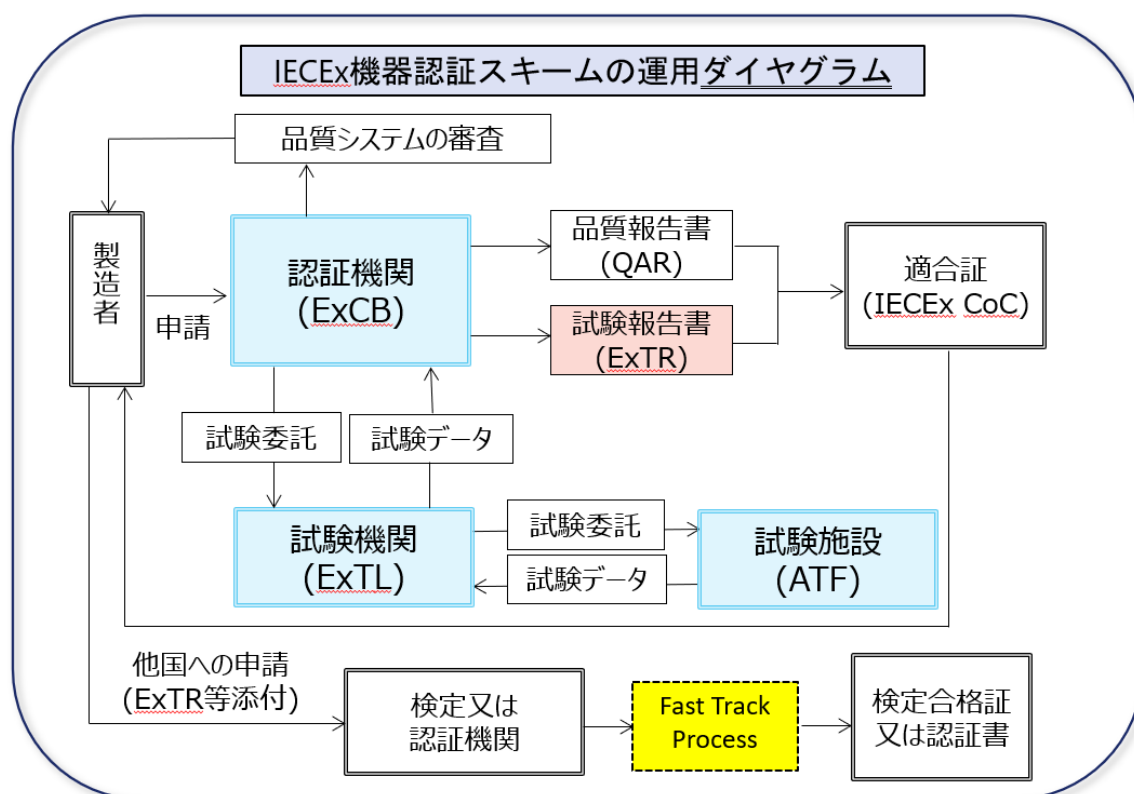 IECEx機器認証スキームの運用ダイヤグラム
品質システムの審査
製造者
申請
認証機関
(ExCB)
品質報告書
(QAR)
試験報告書
(ExTR)
適合証
(IECEx CoC)
試験委託
試験データ
試験機関
(ExTL)
試験委託
試験データ
試験施設
(ATF)
他国への申請
(ExTR等添付)
検定又は
認証機関
Fast Track
Process
検定合格証
又は認証書